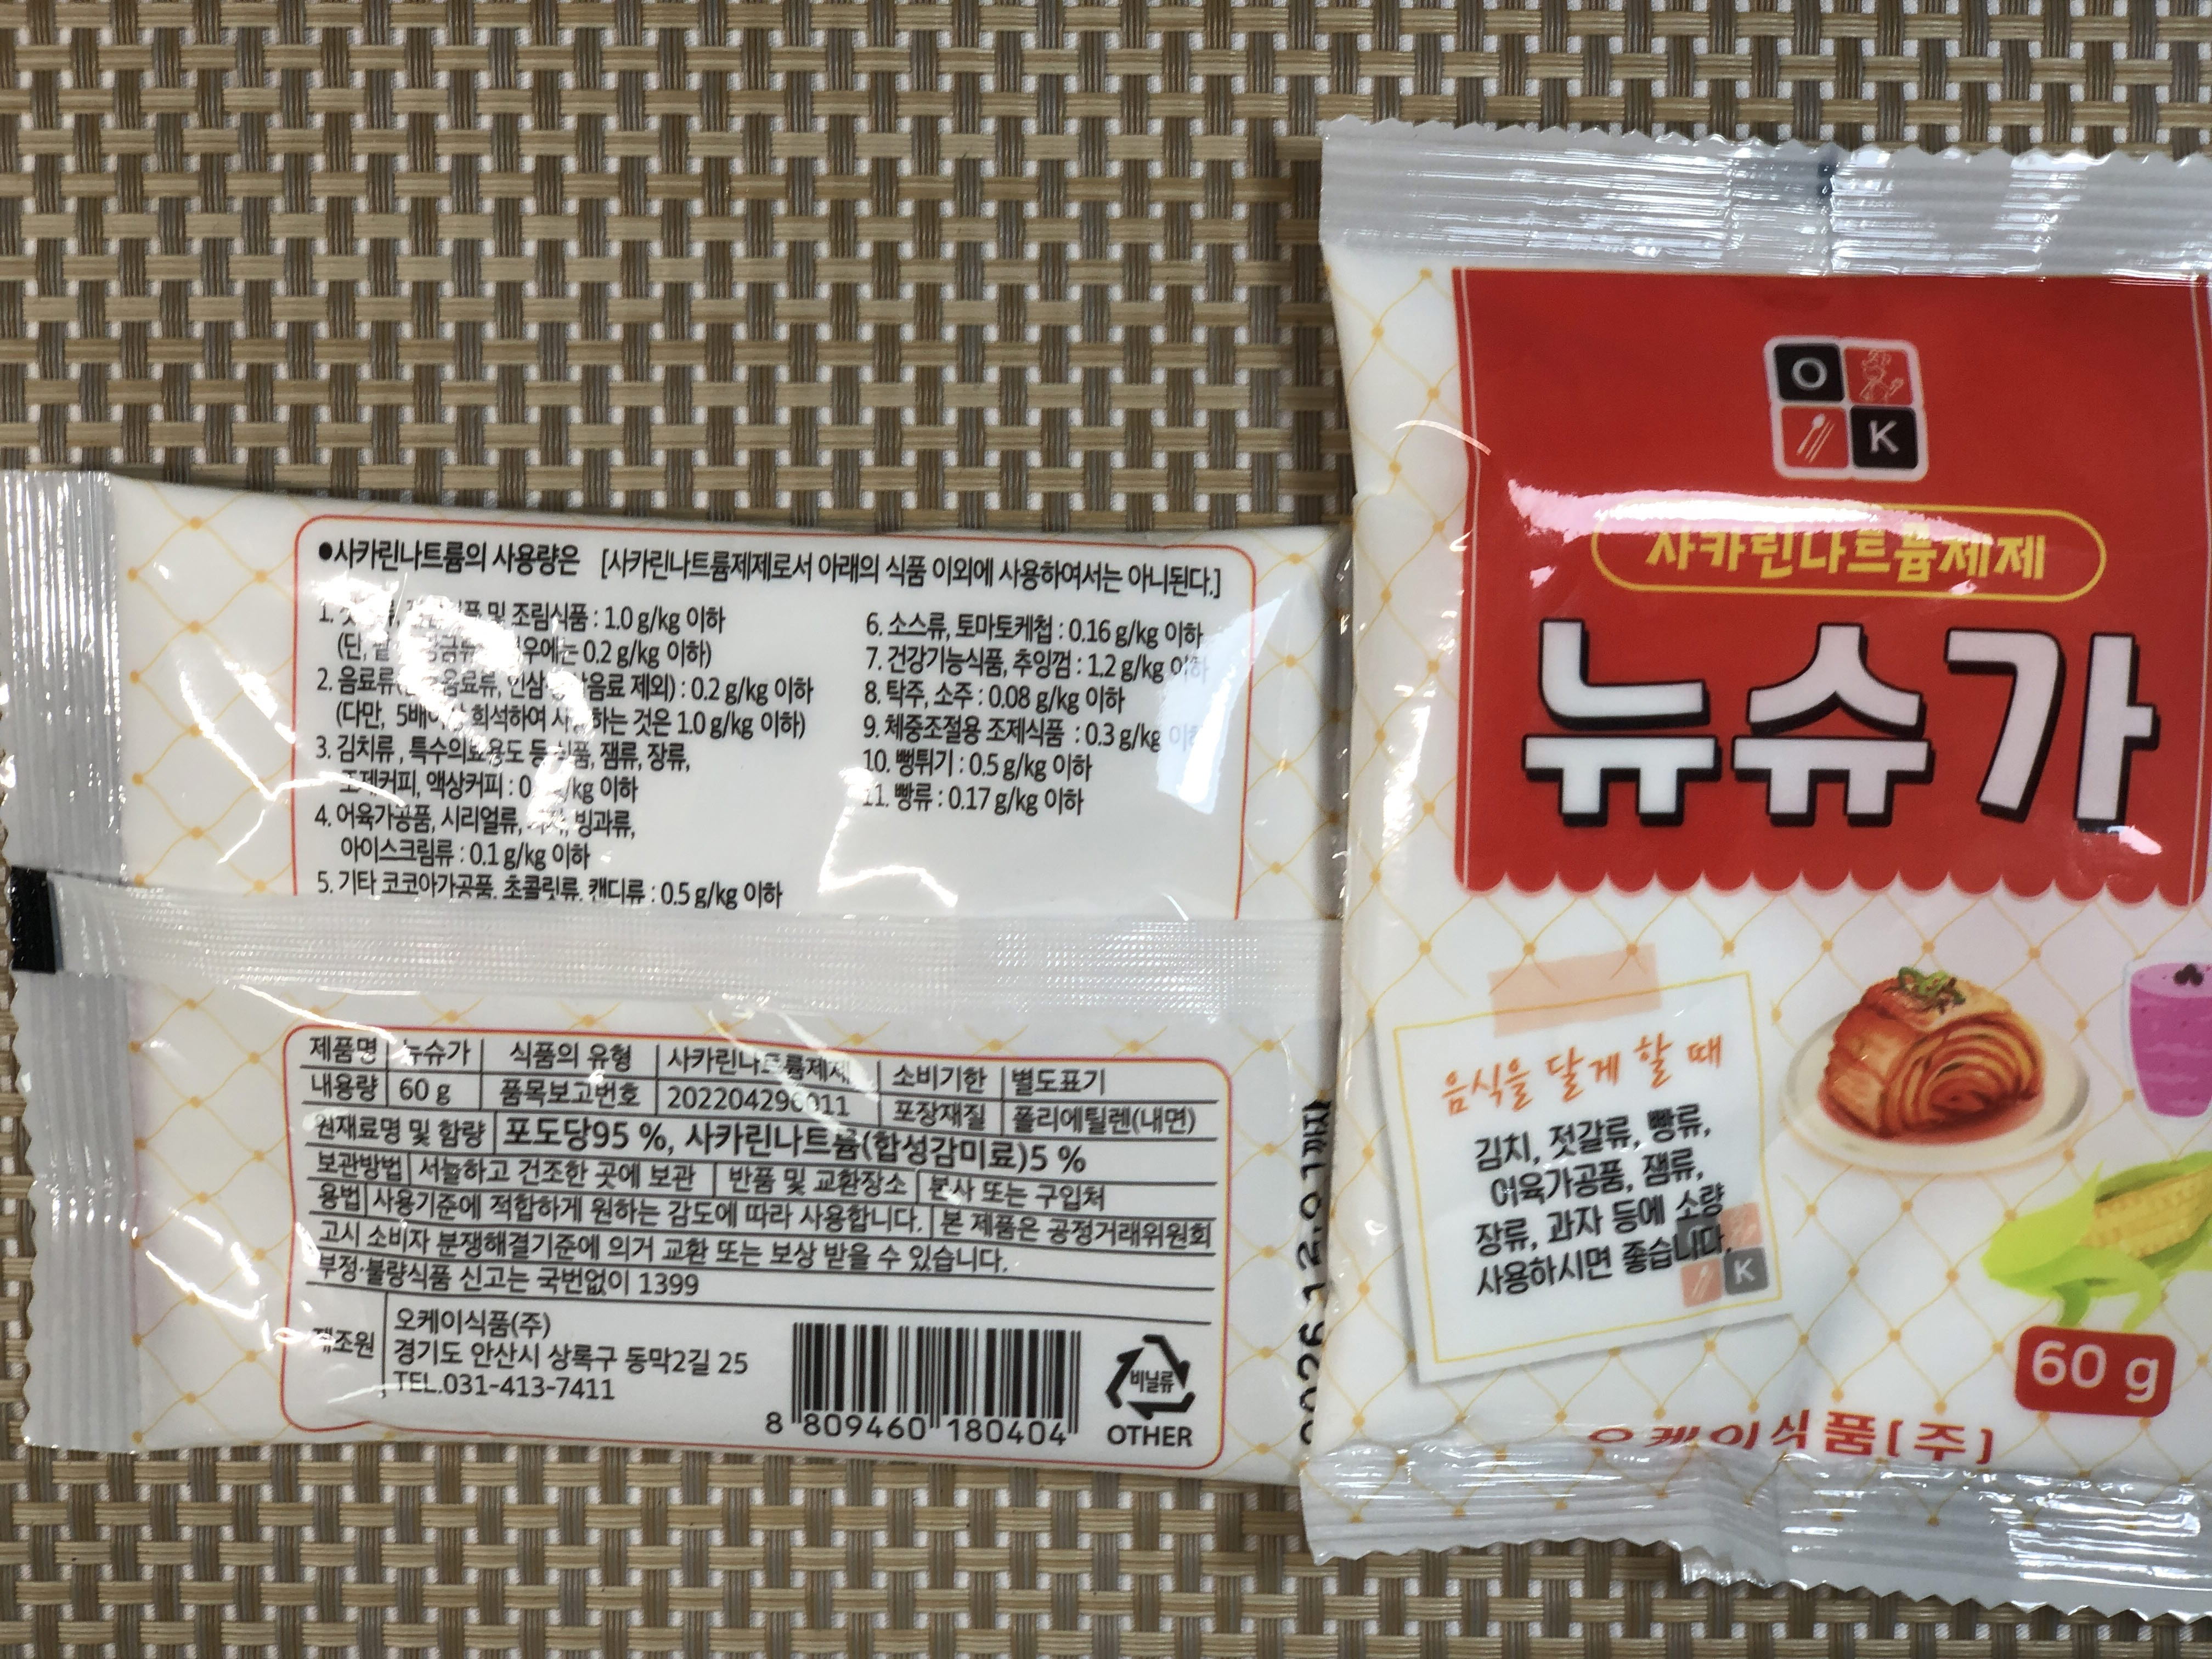 ●사카린나트륨의 사용량은 [사카린나트륨제제로서 아래의 식품 이외에 사용하여서는 아니된다.]
1. 및 조림식품 : 1.0 g/kg 이하
(단, 0.2 g/kg 이하)
2. 음료류 제외) : 0.2 g/kg 이하
(다만, 희석하여 것은 1.0 g/kg 이하)
3. 김치류, 특수의료용도 등 식품, 잼류, 장류,
조제커피, 액상커피 : 이하
4. 어육가공품, 시리얼류, 빙과류,
아이스크림류 : 0.1 g/kg 이하
5. 기타 코코아가공품, 초콜릿류, 캔디류 : 0.5 g/kg 이하
6. 소스류, 토마토케첩 : 0.16 g/kg 이하
7. 건강기능식품, 추잉껌 : 1.2 g/kg 이하
8. 탁주, 소주 : 0.08 g/kg 이하
9. 체중조절용 조제식품 : 0.3 g/kg 이하
10. 뻥튀기 : 0.5 g/kg 이하
11. 빵류 : 0.17 g/kg 이하
제품명 뉴슈가 식품의 유형 사카린나트륨제제 소비기한 별도표기
내용량 60 g 품목보고번호 포장재질 폴리에틸렌(내면)
원재료명 및 함량 포도당95 %, 사카린나트륨(합성감미료)5 %
보관방법 서늘하고 건조한 곳에 보관 반품 및 교환장소 본사 또는 구입처
용법 사용기준에 적합하게 원하는 감도에 따라 사용합니다. 본 제품은 공정거래위원회
고시 소비자 분쟁해결기준에 의거 교환 또는 보상 받을 수 있습니다.
부정·불량식품 신고는 국번없이 1399
제조원
오케이식품(주)
경기도 안산시 상록구 동막2길 25
TEL.031-413-7411
8 809460 180404
비닐류
OTHER
2026.12.01까지
O
K
사카린나트륨제제
뉴슈가
음식을 달게 할 때
김치, 젓갈류, 빵류,
어육가공품, 잼류,
장류, 과자 등에 소량
사용하시면 좋습니다.
K
60 g
오케이식품(주)